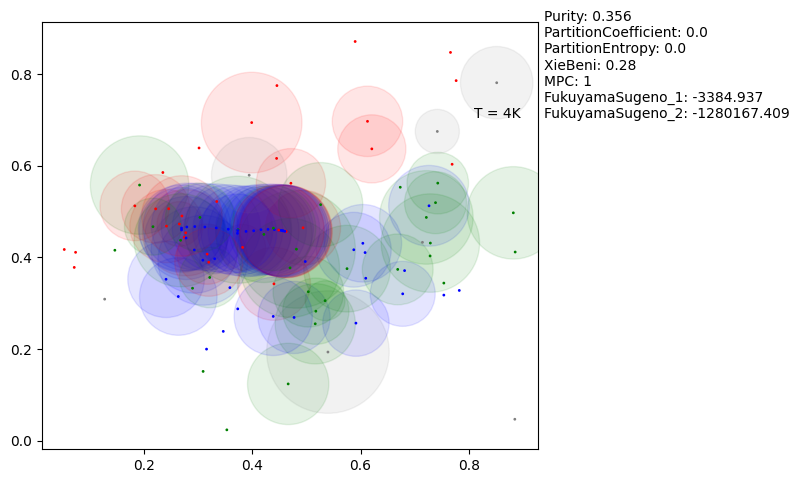 Purity: 0.356
PartitionCoefficient: 0.0
PartitionEntropy: 0.0
XieBeni: 0.28
MPC: 1
FukuyamaSugeno_1: -3384.937
FukuyamaSugeno_2: -1280167.409
T = 4K
0.8
0.6
0.4
0.2
0.0
0.2 0.4 0.6 0.8